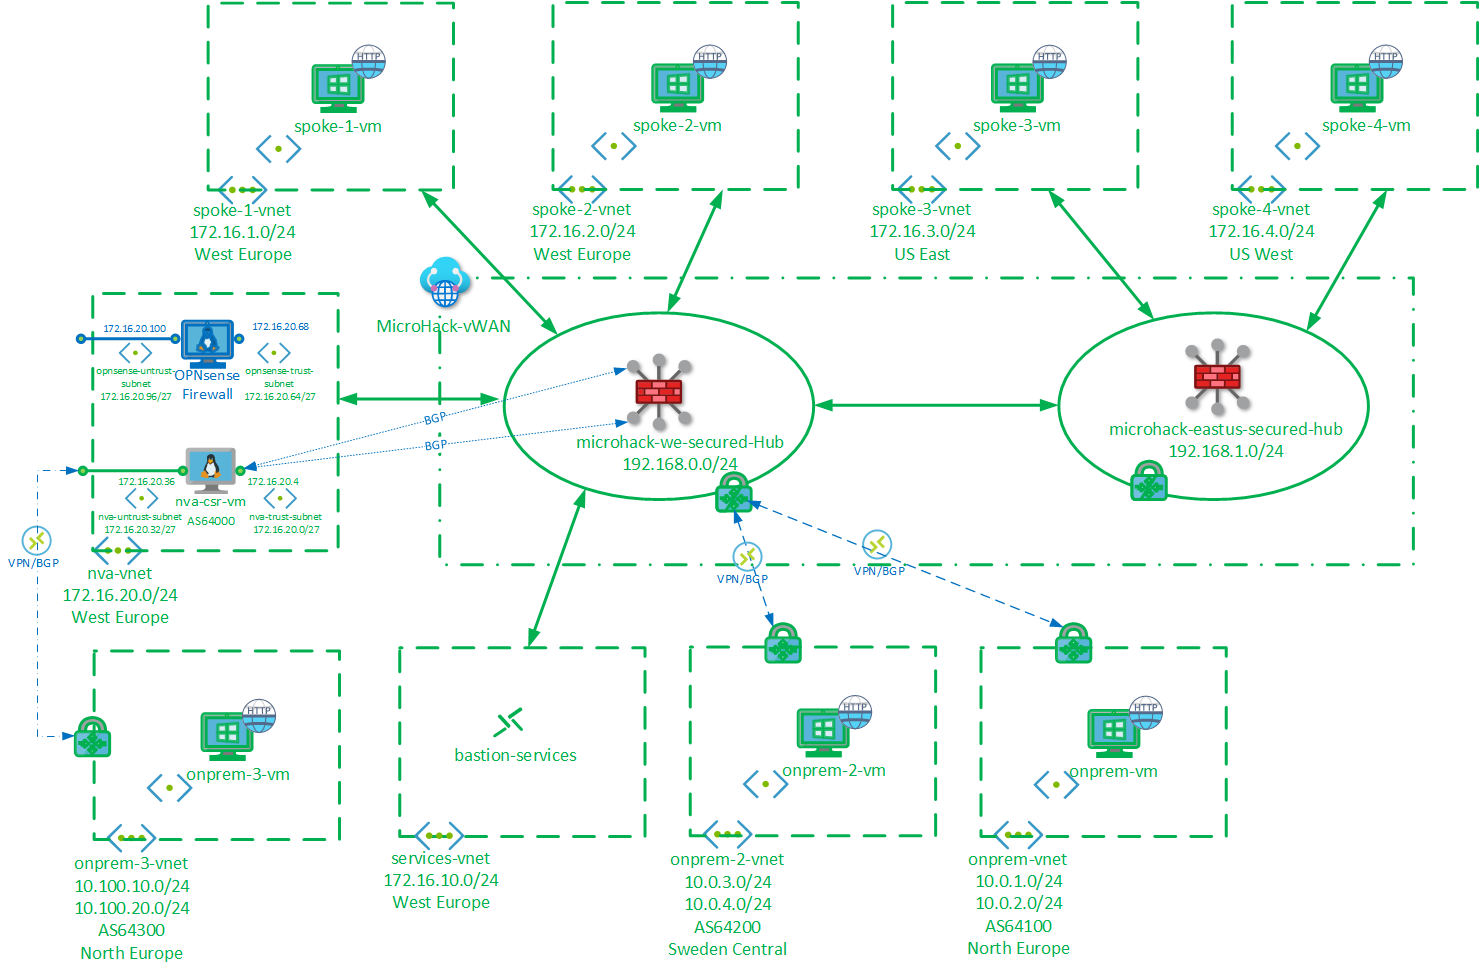 HTTP
spoke-1-vm
spoke-1-vnet
172.16.1.0/24
West Europe
HTTP
spoke-2-vm
spoke-2-vnet
172.16.2.0/24
West Europe
HTTP
spoke-3-vm
spoke-3-vnet
172.16.3.0/24
US East
HTTP
spoke-4-vm
spoke-4-vnet
172.16.4.0/24
US West
MicroHack-vWAN
172.16.20.100
172.16.20.68
opnsense-untrust-
subnet
172.16.20.96/27
OPNsense
Firewall
opnsense-trust-
subnet
172.16.20.64/27
BGP
BGP
microhack-we-secured-Hub
192.168.0.0/24
microhack-eastus-secured-hub
192.168.1.0/24
172.16.20.36
172.16.20.4
nva-csr-vm
AS64000
nva-untrust-subnet
172.16.20.32/27
nva-trust-subnet
172.16.20.0/27
VPN/BGP
nva-vnet
172.16.20.0/24
West Europe
VPN/BGP
VPN/BGP
HTTP
onprem-3-vm
onprem-3-vnet
10.100.10.0/24
10.100.20.0/24
AS64300
North Europe
bastion-services
services-vnet
172.16.10.0/24
West Europe
HTTP
onprem-2-vm
onprem-2-vnet
10.0.3.0/24
10.0.4.0/24
AS64200
Sweden Central
HTTP
onprem-vm
onprem-vnet
10.0.1.0/24
10.0.2.0/24
AS64100
North Europe